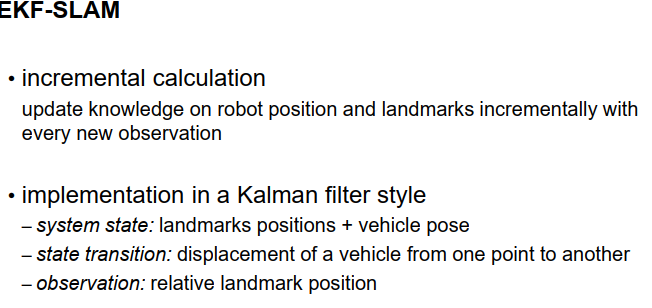 EKF-SLAM
• incremental calculation
update knowledge on robot position and landmarks incrementally with
every new observation
• implementation in a Kalman filter style
– system state: landmarks positions + vehicle pose
– state transition: displacement of a vehicle from one point to another
– observation: relative landmark position